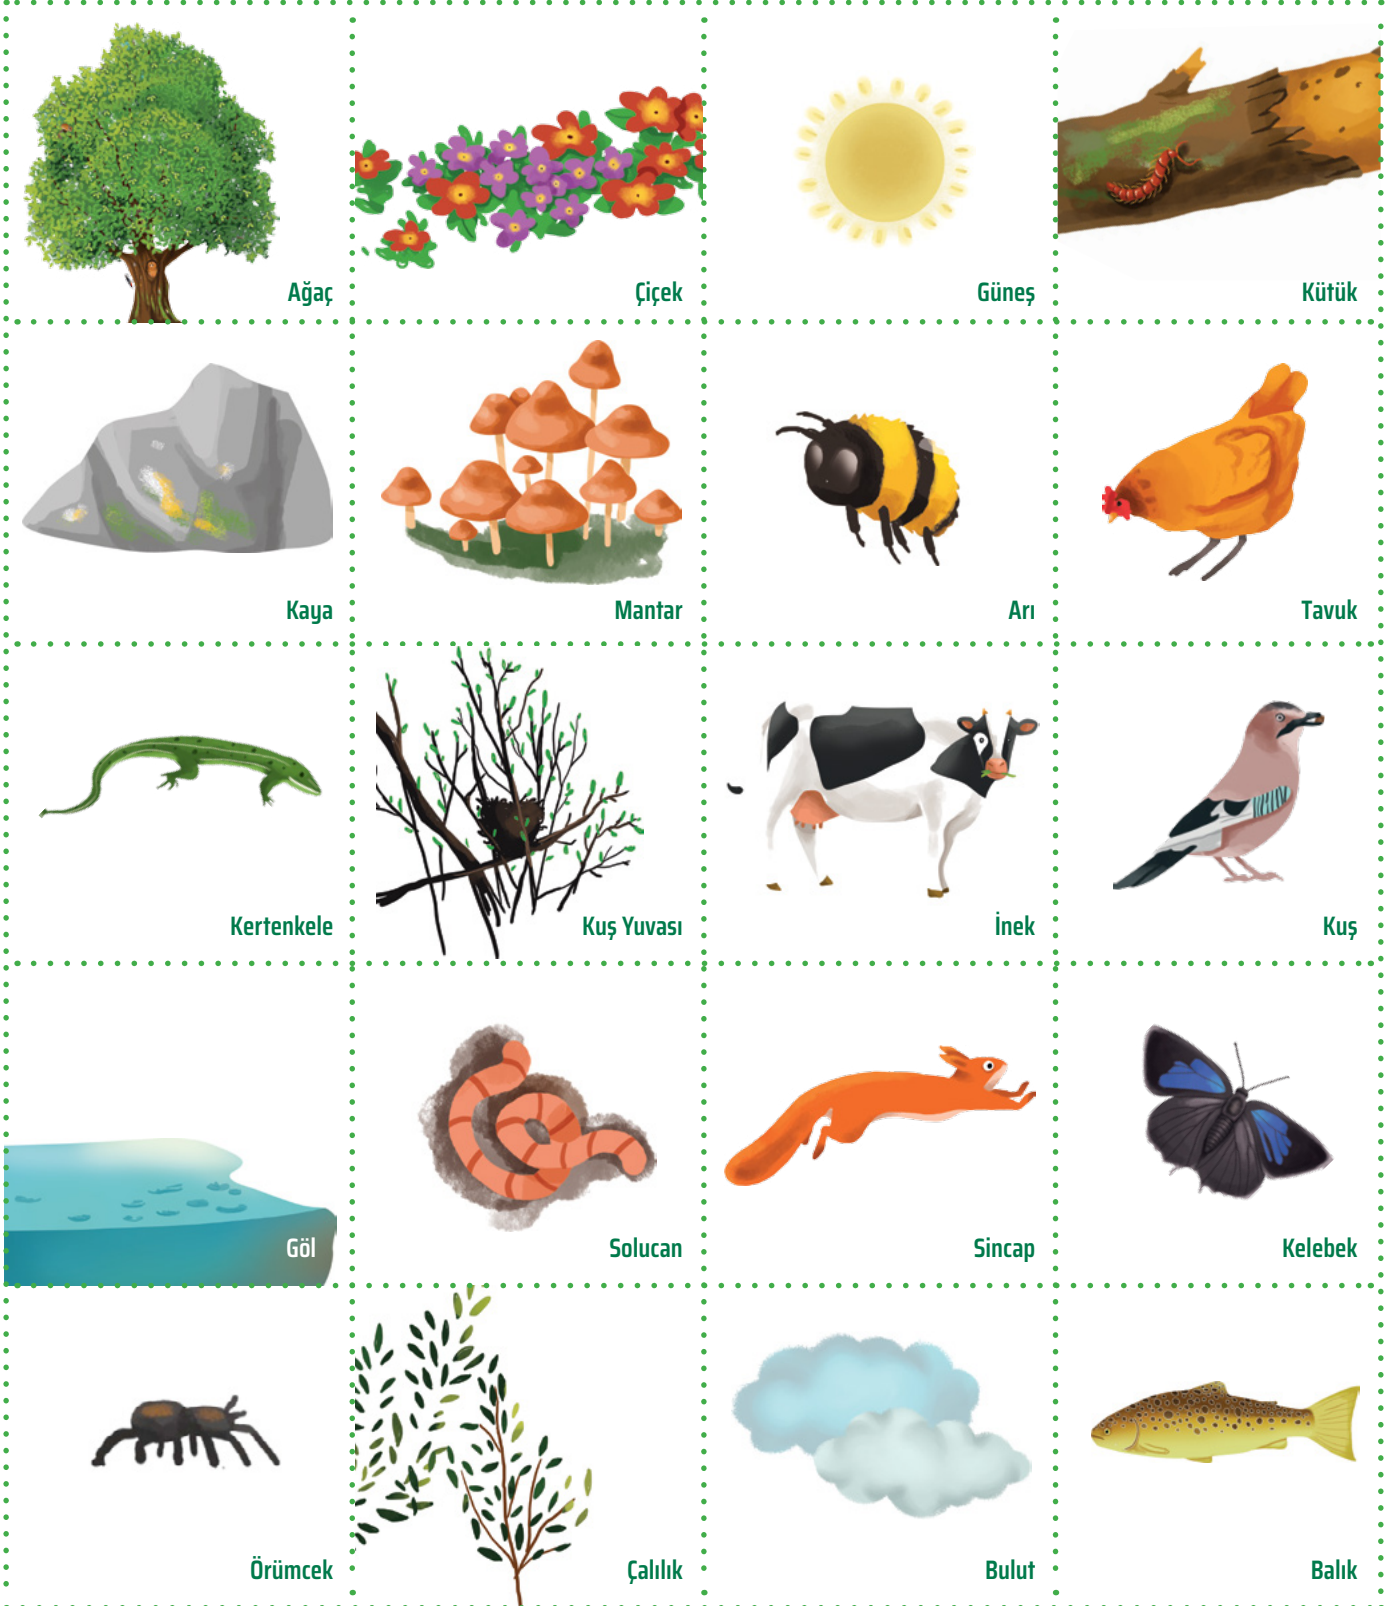 Ağaç
Çiçek
Güneş
Kütük
Kaya
Mantar
Arı
Tavuk
Kertenkele
Kuş Yuvası
İnek
Kuş
Göl
Solucan
Sincap
Kelebek
Örümcek
Çalılık
Bulut
Balık